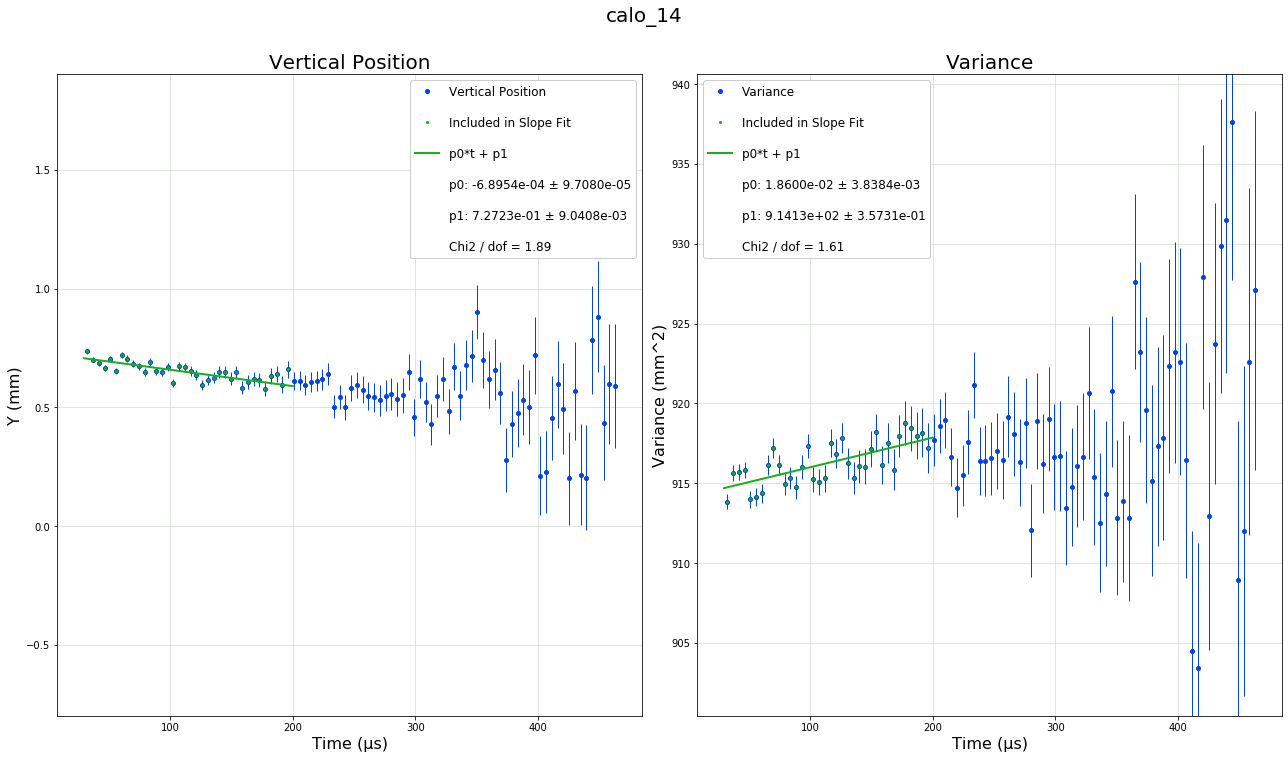 calo_14
Vertical Position
Vertical Position
Included in Slope Fit
p0*t + p1
p0: -6.8954e-04 ± 9.7080e-05
p1: 7.2723e-01 ± 9.0408e-03
Chi2 / dof = 1.89
1.5
1.0
0.5
0.0
−0.5
Y (mm)
100
200
300
400
Time (μs)
Variance
Variance
Included in Slope Fit
p0*t + p1
p0: 1.8600e-02 ± 3.8384e-03
p1: 9.1413e+02 ± 3.5731e-01
Chi2 / dof = 1.61
940
935
930
925
920
915
910
905
Variance (mm^2)
100
200
300
400
Time (μs)